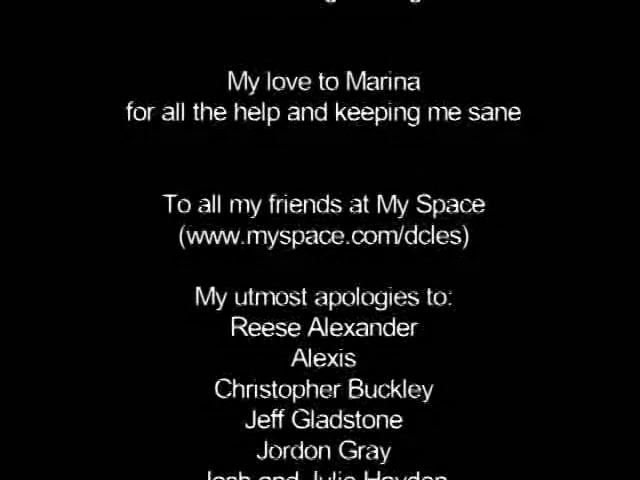 My love to Marina
for all the help and keeping me sane
To all my friends at My Space
(www.myspace.com/dcles)
My utmost apologies to:
Reese Alexander
Alexis
Christopher Buckley
Jeff Gladstone
Jordon Gray
Josh and Julie Hayden